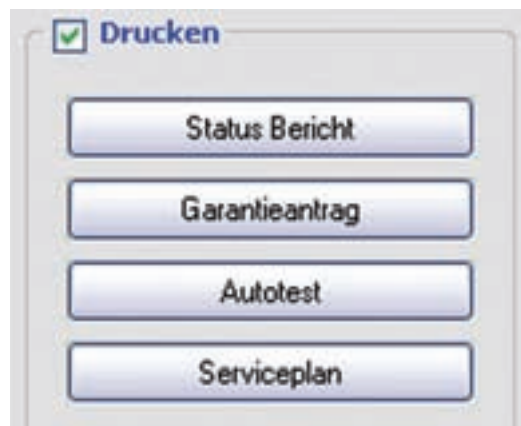 Drucken
Status Bericht
Garantieantrag
Autotest
Serviceplan